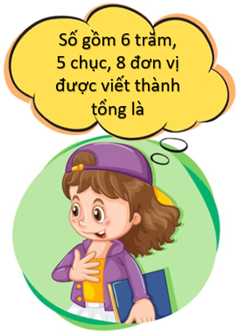 Số gồm 6 trăm,
5 chục, 8 đơn vị
được viết thành
tổng là